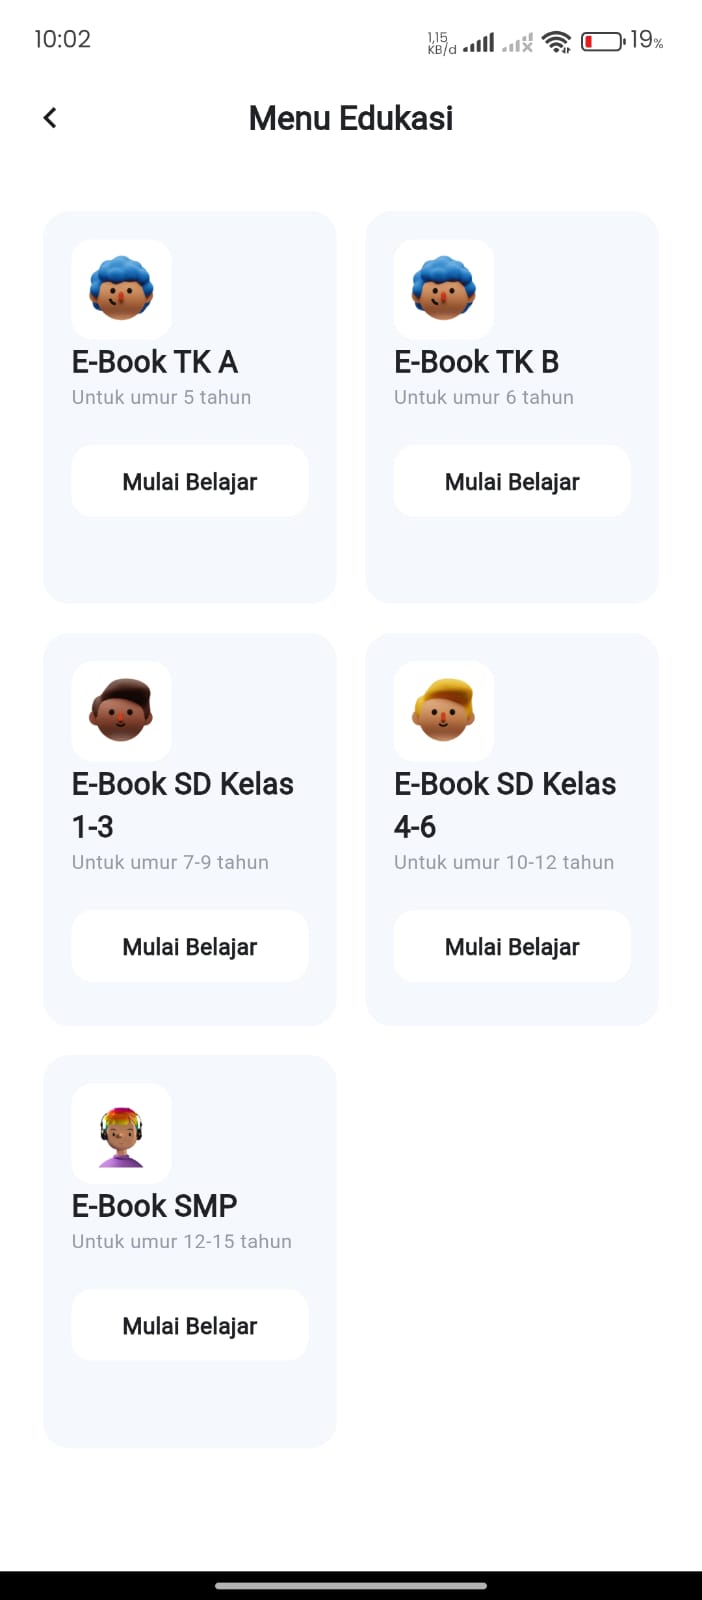 10:02
1,15
KB/d
19%
Menu Edukasi
E-Book TK A
Untuk umur 5 tahun
Mulai Belajar
E-Book TK B
Untuk umur 6 tahun
Mulai Belajar
E-Book SD Kelas
1-3
Untuk umur 7-9 tahun
Mulai Belajar
E-Book SD Kelas
4-6
Untuk umur 10-12 tahun
Mulai Belajar
E-Book SMP
Untuk umur 12-15 tahun
Mulai Belajar